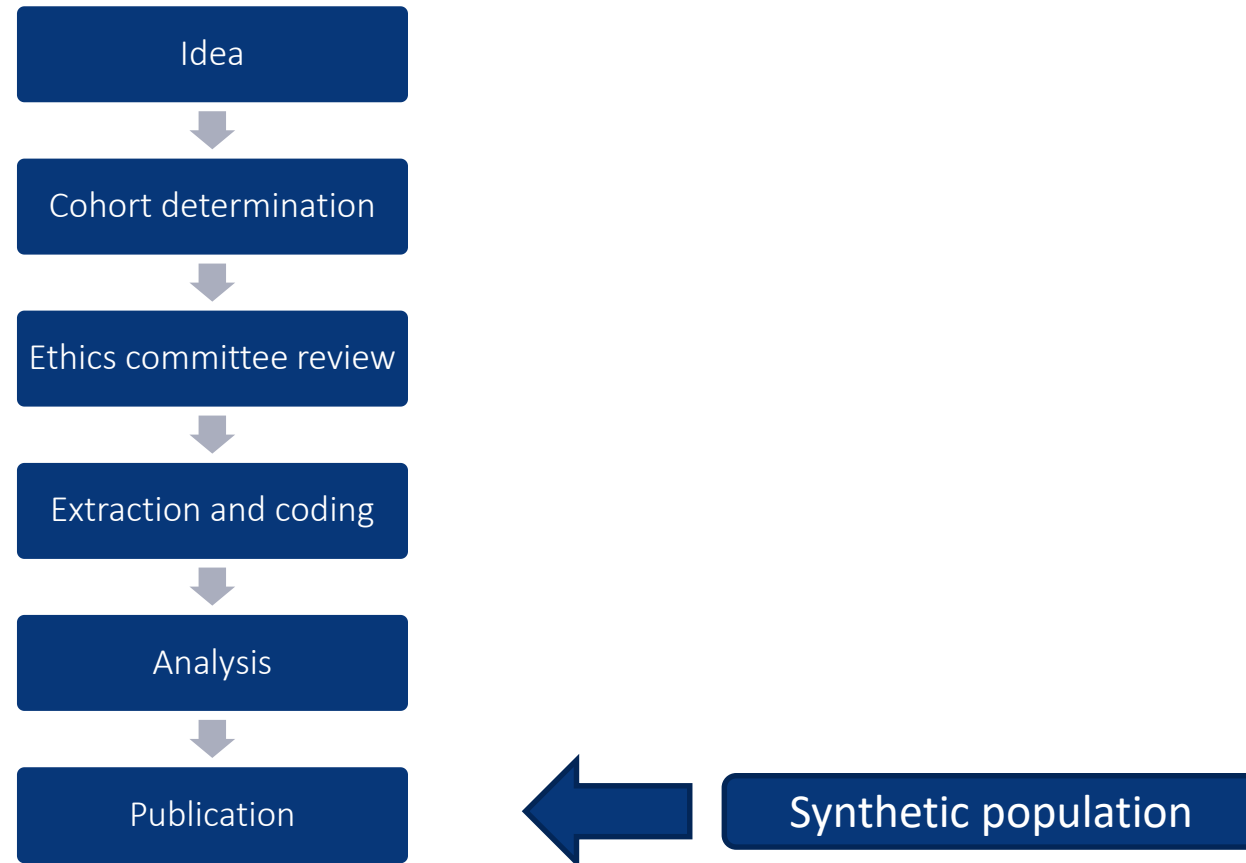 Idea
Cohort determination
Ethics committee review
Extraction and coding
Analysis
Publication
Synthetic population